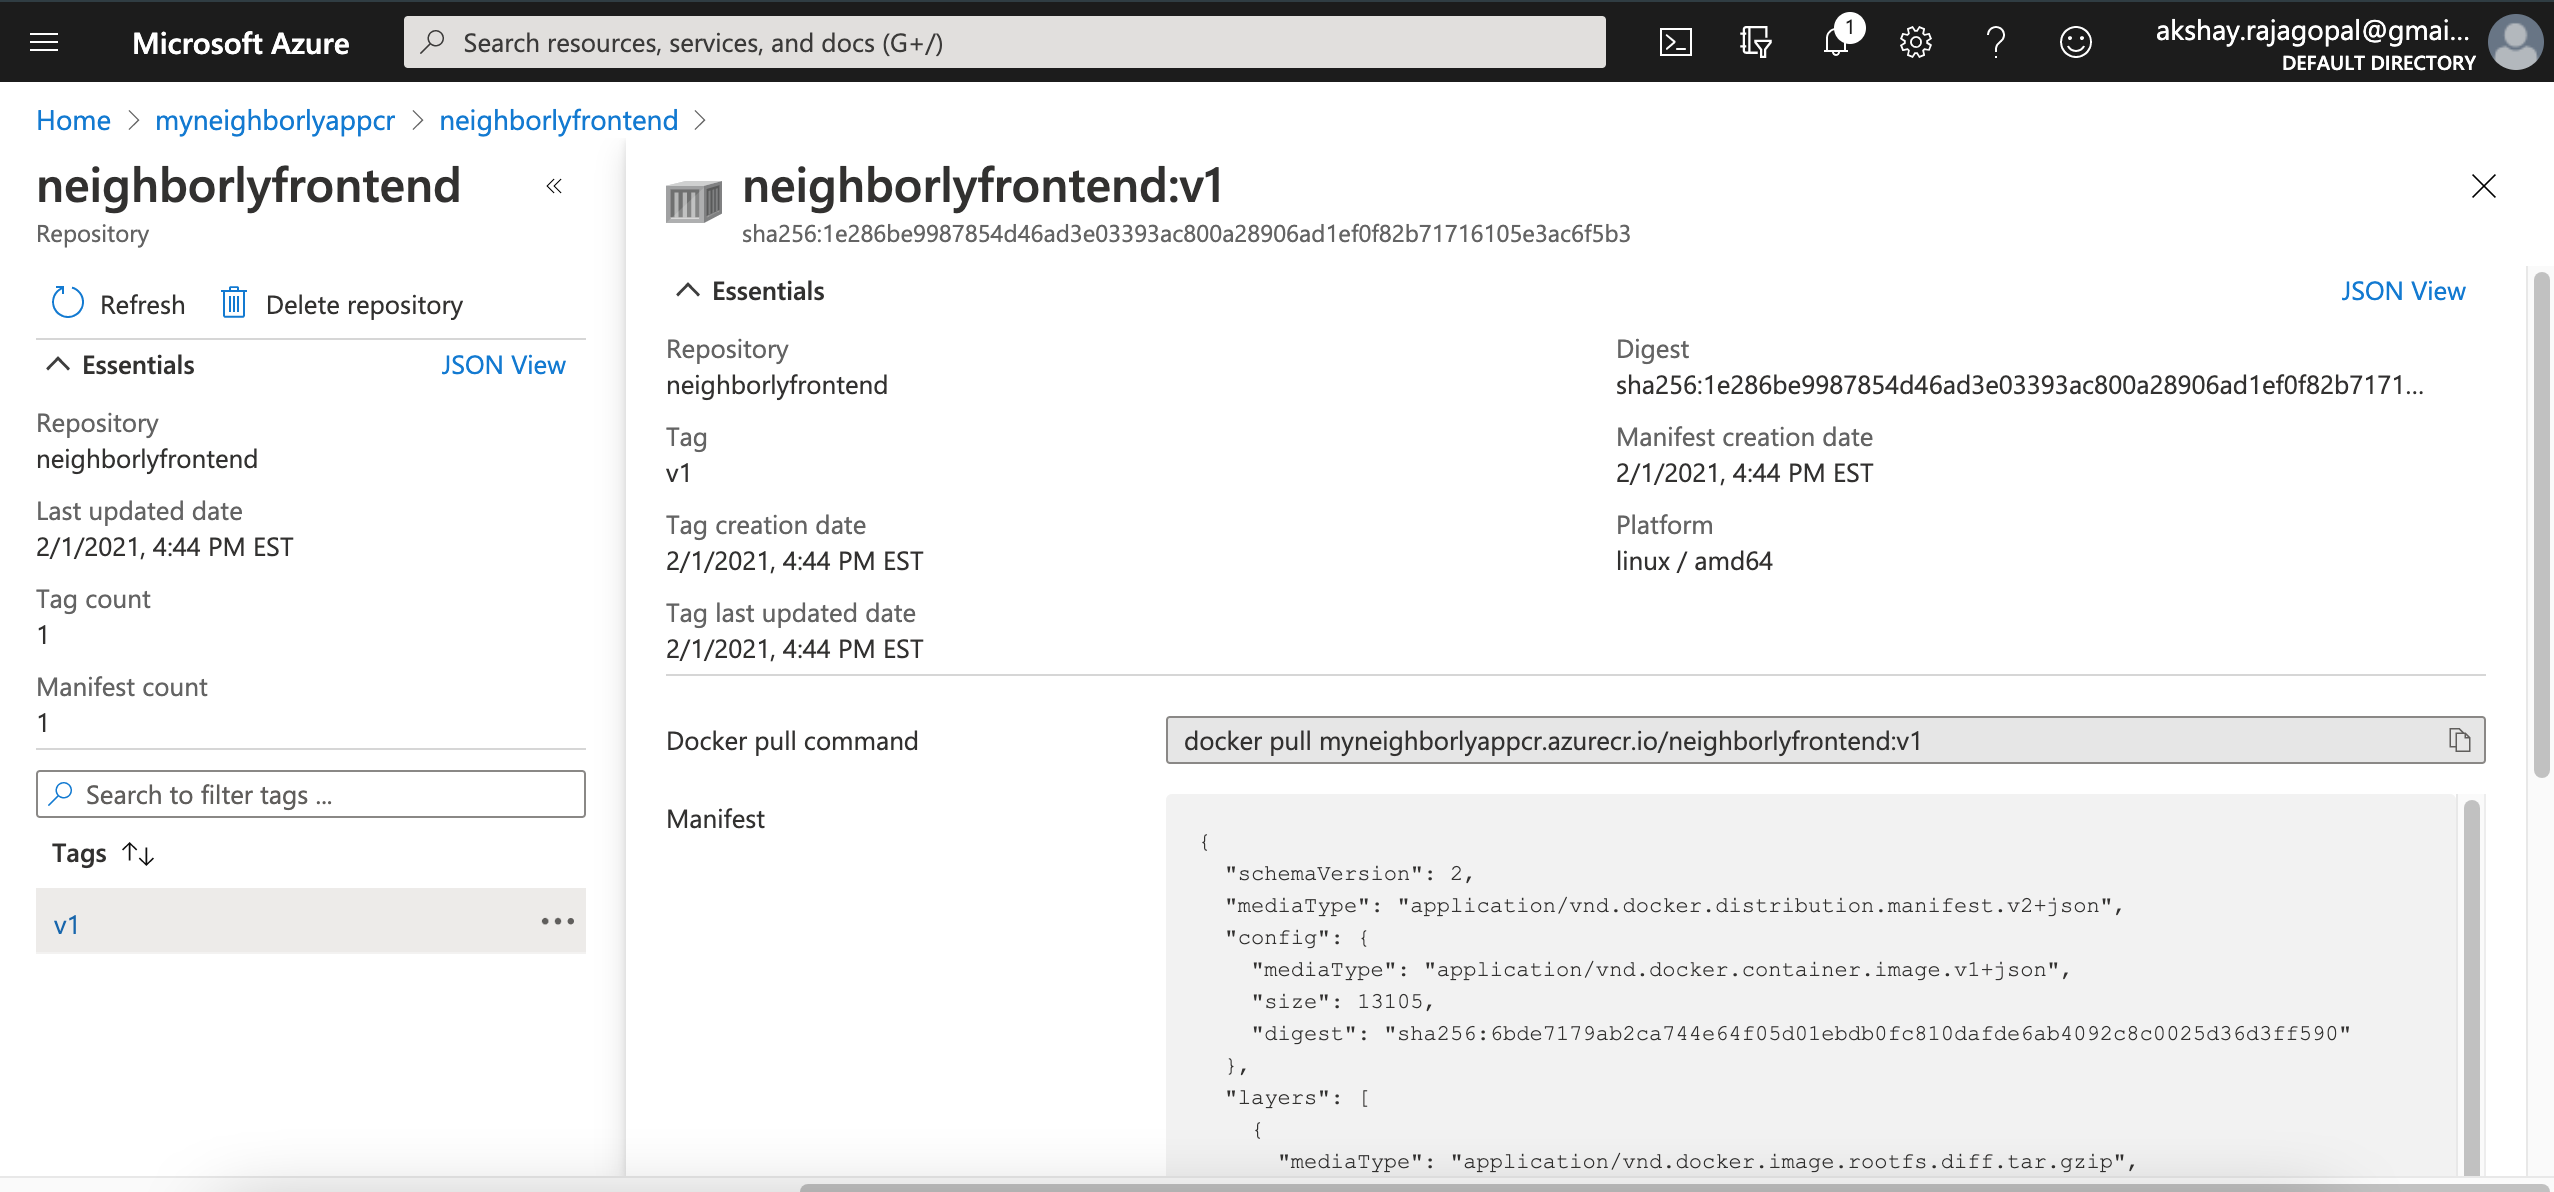 Microsoft Azure
Search resources, services, and docs (G+/)
1
akshay.rajagopal@gmai...
DEFAULT DIRECTORY
Home > myneighborlyappcr > neighborlyfrontend >
neighborlyfrontend
Repository
Refresh
Delete repository
Essentials
JSON View
Repository
neighborlyfrontend
Last updated date
2/1/2021, 4:44 PM EST
Tag count
1
Manifest count
1
Search to filter tags ...
Tags
v1
neighborlyfrontend:v1
sha256:1e286be9987854d46ad3e03393ac800a28906ad1ef0f82b71716105e3ac6f5b3
Essentials
JSON View
Repository
neighborlyfrontend
Tag
v1
Tag creation date
2/1/2021, 4:44 PM EST
Tag last updated date
2/1/2021, 4:44 PM EST
Digest
sha256:1e286be9987854d46ad3e03393ac800a28906ad1ef0f82b7171...
Manifest creation date
2/1/2021, 4:44 PM EST
Platform
linux / amd64
Docker pull command
docker pull myneighborlyappcr.azurecr.io/neighborlyfrontend:v1
Manifest
{
"schemaVersion": 2,
"mediaType": "application/vnd.docker.distribution.manifest.v2+json",
"config": {
"mediaType": "application/vnd.docker.container.image.v1+json",
"size": 13105,
"digest": "sha256:6bde7179ab2ca744e64f05d01ebdb0fc810dafde6ab4092c8c0025d36d3ff590"
},
"layers": [
{
"mediaType": "application/vnd.docker.image.rootfs.diff.tar.gzip",